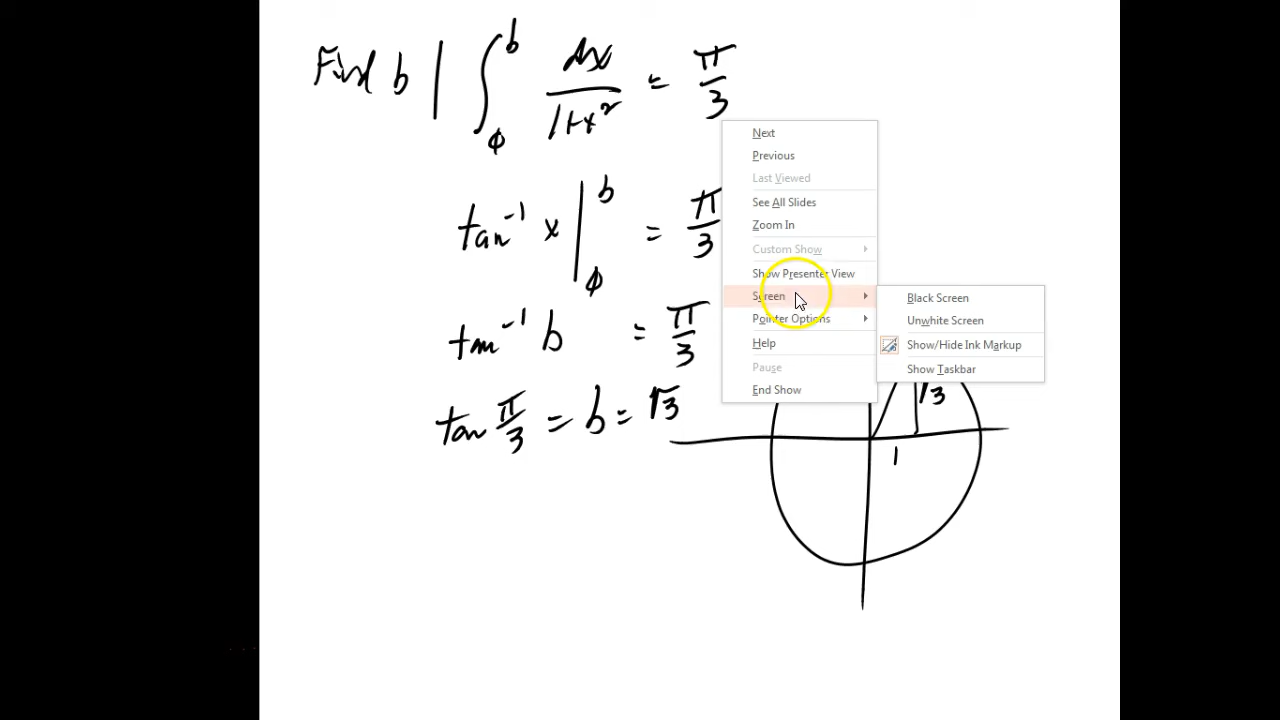 Find b | ∫₀ᵇ dx/(1+x²) = π/3
tan⁻¹ x |₀ᵇ = π/3
tan⁻¹ b = π/3
tan π/3 = b = √3
Next
Previous
Last Viewed
See All Slides
Zoom In
Custom Show
Show Presenter View
Screen
Pointer Options
Help
Pause
End Show
Black Screen
Unwhite Screen
Show/Hide Ink Markup
Show Taskbar
√3
1